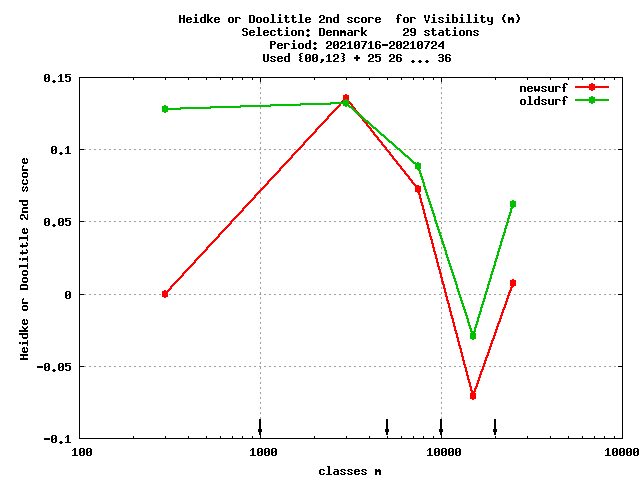 Heidke or Doolittle 2nd score  for Visibility (m)
Selection: Denmark     29 stations
Period: 20210716-20210724
Used {00,12} + 25 26 ... 36
newsurf
oldsurf
Heidke or Doolittle 2nd score
0.15
0.1
0.05
0
-0.05
-0.1
100 1000 10000 10000
classes m